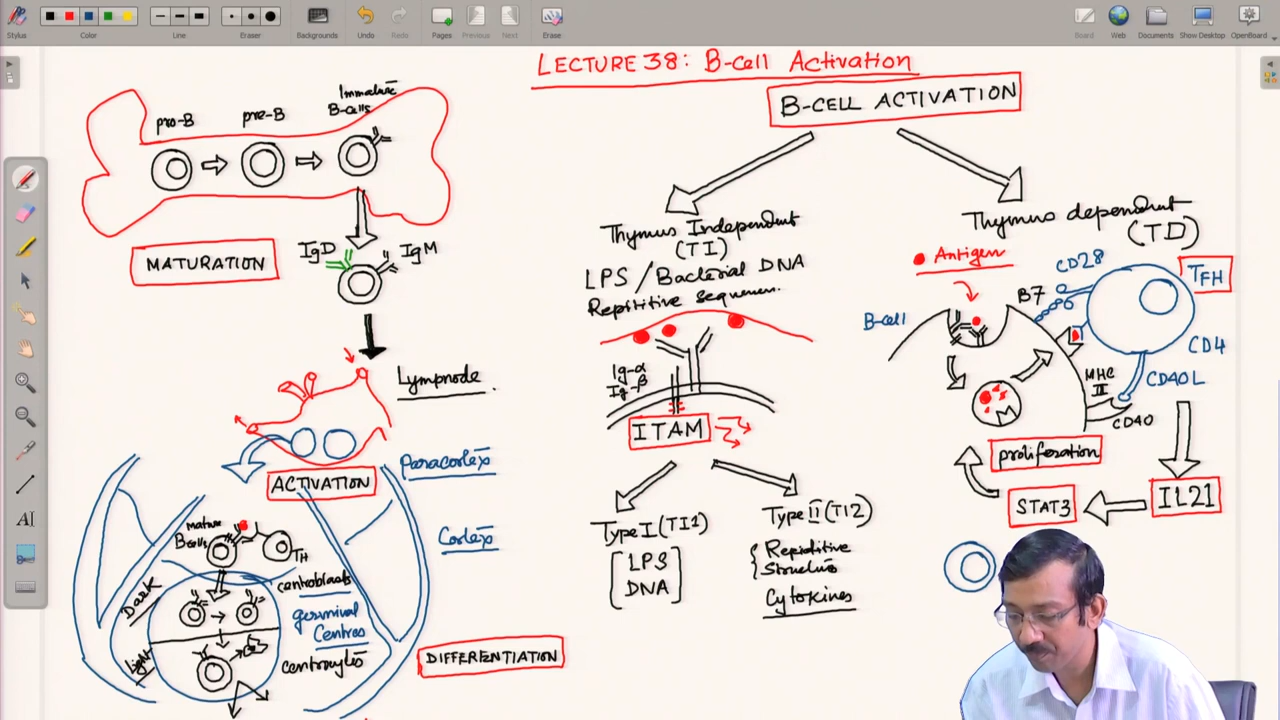 Stylus
Color
Line
Eraser
Backgrounds
Undo
Redo
Pages
Previous
Next
Erase
Board
Web
Documents
Show Desktop
OpenBoard
LECTURE 38: B-cell Activation
B-CELL ACTIVATION
pro-B
pre-B
Immature
B-cells
MATURATION
IgD
IgM
Lympnode
ACTIVATION
Paracortex
Cortex
mature
B cells
TH
Dark
centroblasts
germinal
Centres
Light
centrocytes
DIFFERENTIATION
Thymus Independent
(TI)
LPS / Bacterial DNA
Repititive sequences.
Ig-α
Ig-β
ITAM
Type I (TI1)
[LPS
DNA]
Type II (TI2)
Structure
Cytokines
Thymus dependent
(TD)
Antigen
CD28
TFH
B7
B-cell
CD4
MHC
II
CD40L
CD40
proliferation
STAT3
IL21